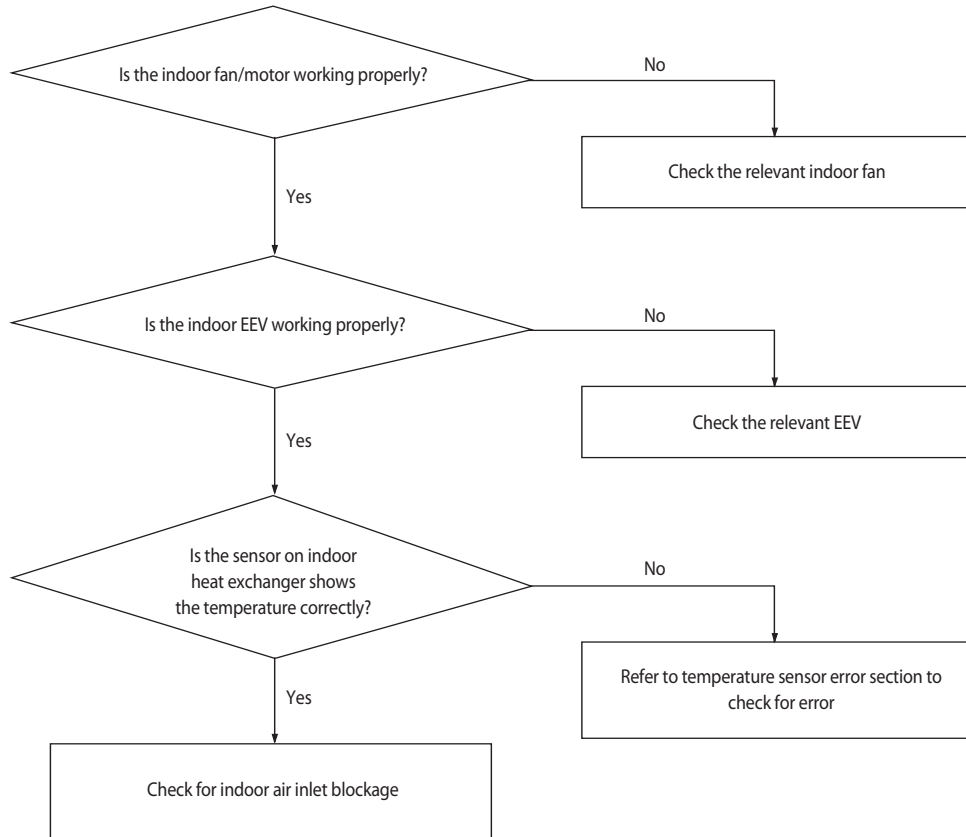 Is the indoor fan/motor working properly?
No
Check the relevant indoor fan
Yes
Is the indoor EEV working properly?
No
Check the relevant EEV
Yes
Is the sensor on indoor
heat exchanger shows
the temperature correctly?
No
Refer to temperature sensor error section to
check for error
Yes
Check for indoor air inlet blockage